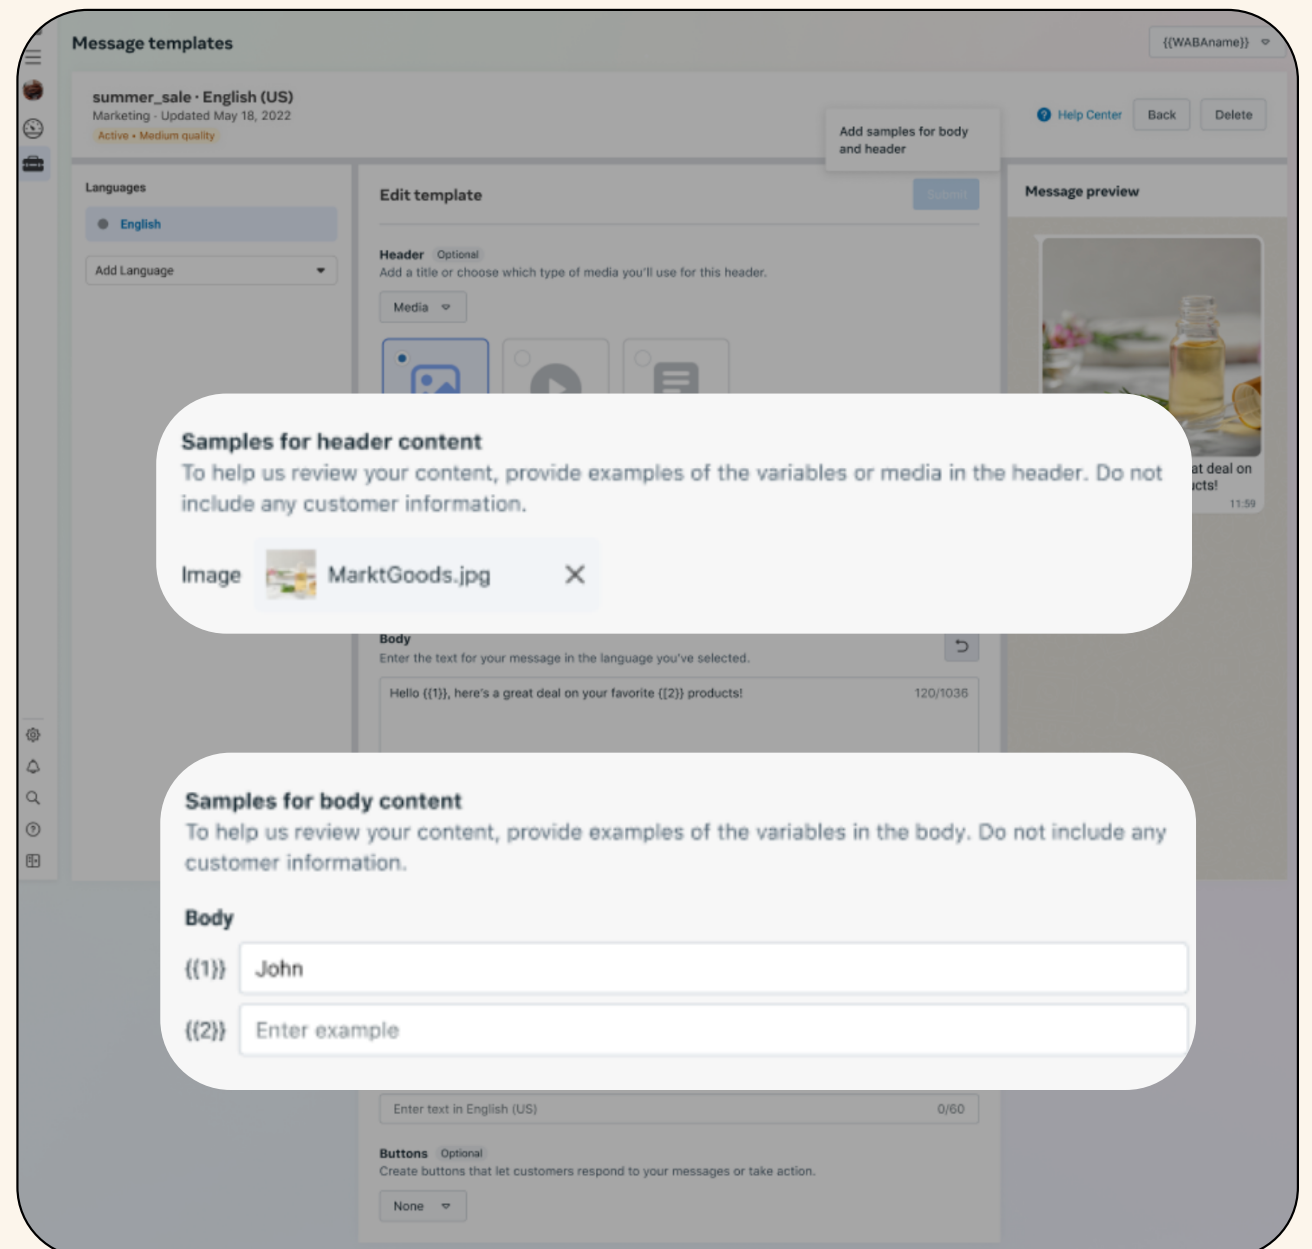 Message templates
{{WABAname}}
summer_sale · English (US)
Marketing · Updated May 18, 2022
Active • Medium quality
Add samples for body
and header
Help Center
Back
Delete
Languages
English
Add Language
Edit template
Submit
Message preview
Header Optional
Add a title or choose which type of media you'll use for this header.
Media
Samples for header content
To help us review your content, provide examples of the variables or media in the header. Do not
include any customer information.
Image MarktGoods.jpg
at deal on
ucts!
11:59
Body
Enter the text for your message in the language you've selected.
Hello {{1}}, here's a great deal on your favorite {{2}} products!
120/1036
Samples for body content
To help us review your content, provide examples of the variables in the body. Do not include any
customer information.
Body
{{1}} John
{{2}} Enter example
Enter text in English (US)
0/60
Buttons Optional
Create buttons that let customers respond to your messages or take action.
None